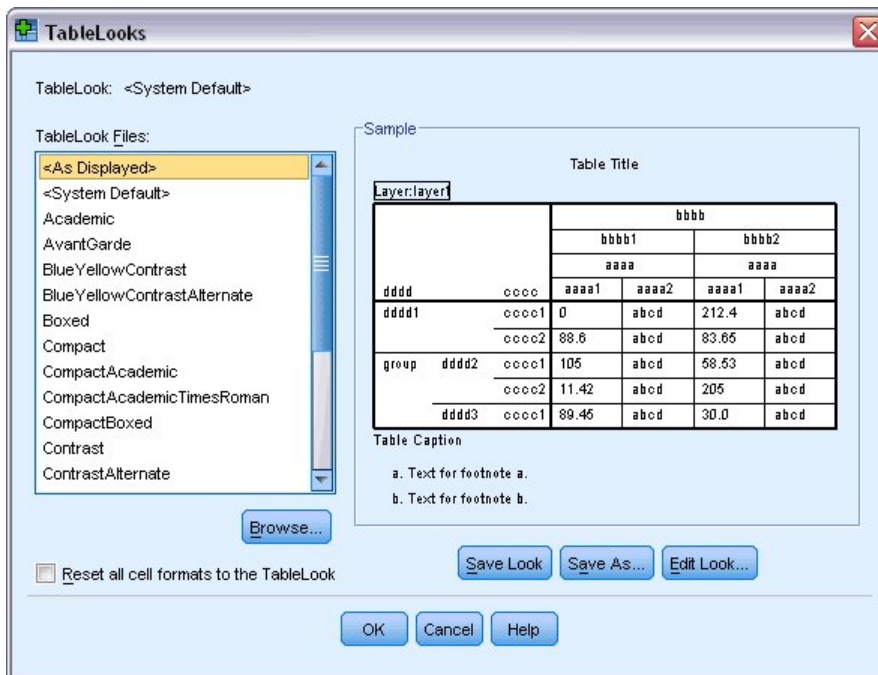 TableLooks
TableLook: <System Default>
TableLook Files:
<As Displayed>
<System Default>
Academic
AvantGarde
BlueYellowContrast
BlueYellowContrastAlternate
Boxed
Compact
CompactAcademic
CompactAcademicTimesRoman
CompactBoxed
Contrast
ContrastAlternate
Browse...
Reset all cell formats to the TableLook
Sample
Table Title
Layer:layer1
bbbb
bbbb1 bbbb2
aaaa aaaa
dddd cccc aaaa1 aaaa2 aaaa1 aaaa2
dddd1 cccc1 0 abcd 212.4 abcd
cccc2 88.6 abcd 83.65 abcd
group dddd2 cccc1 105 abcd 58.53 abcd
cccc2 11.42 abcd 205 abcd
dddd3 cccc1 89.45 abcd 30.0 abcd
Table Caption
a. Text for footnote a.
b. Text for footnote b.
Save Look Save As... Edit Look...
OK Cancel Help